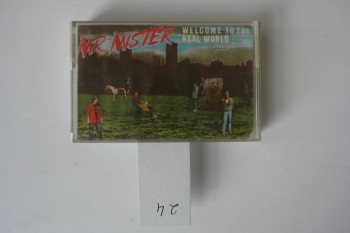 MR. MISTER
WELCOME TO THE
REAL WORLD
24